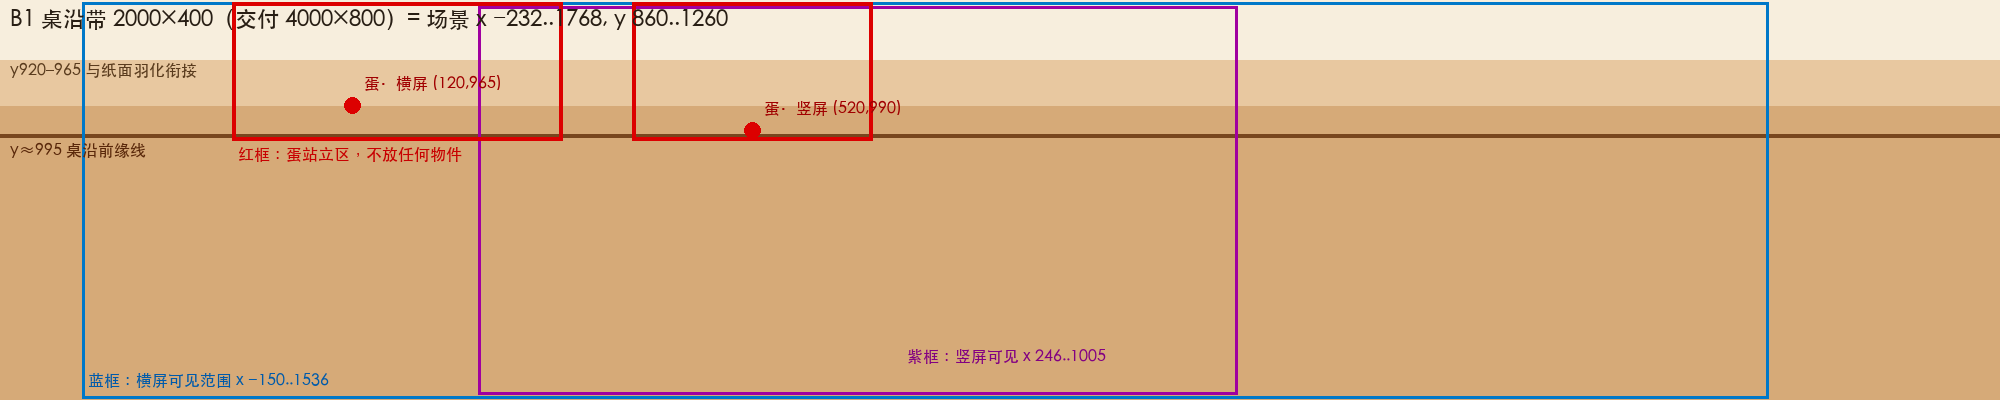 B1 桌沿带 2000×400（交付 4000×800）= 场景 x −232..1768, y 860..1260
y920–965 与纸面羽化衔接
蛋· 横屏 (120,965)
蛋· 竖屏 (520,990)
y≈995 桌沿前缘线
红框：蛋站立区，不放任何物件
紫框：竖屏可见 x 246..1005
蓝框：横屏可见范围 x −150..1536